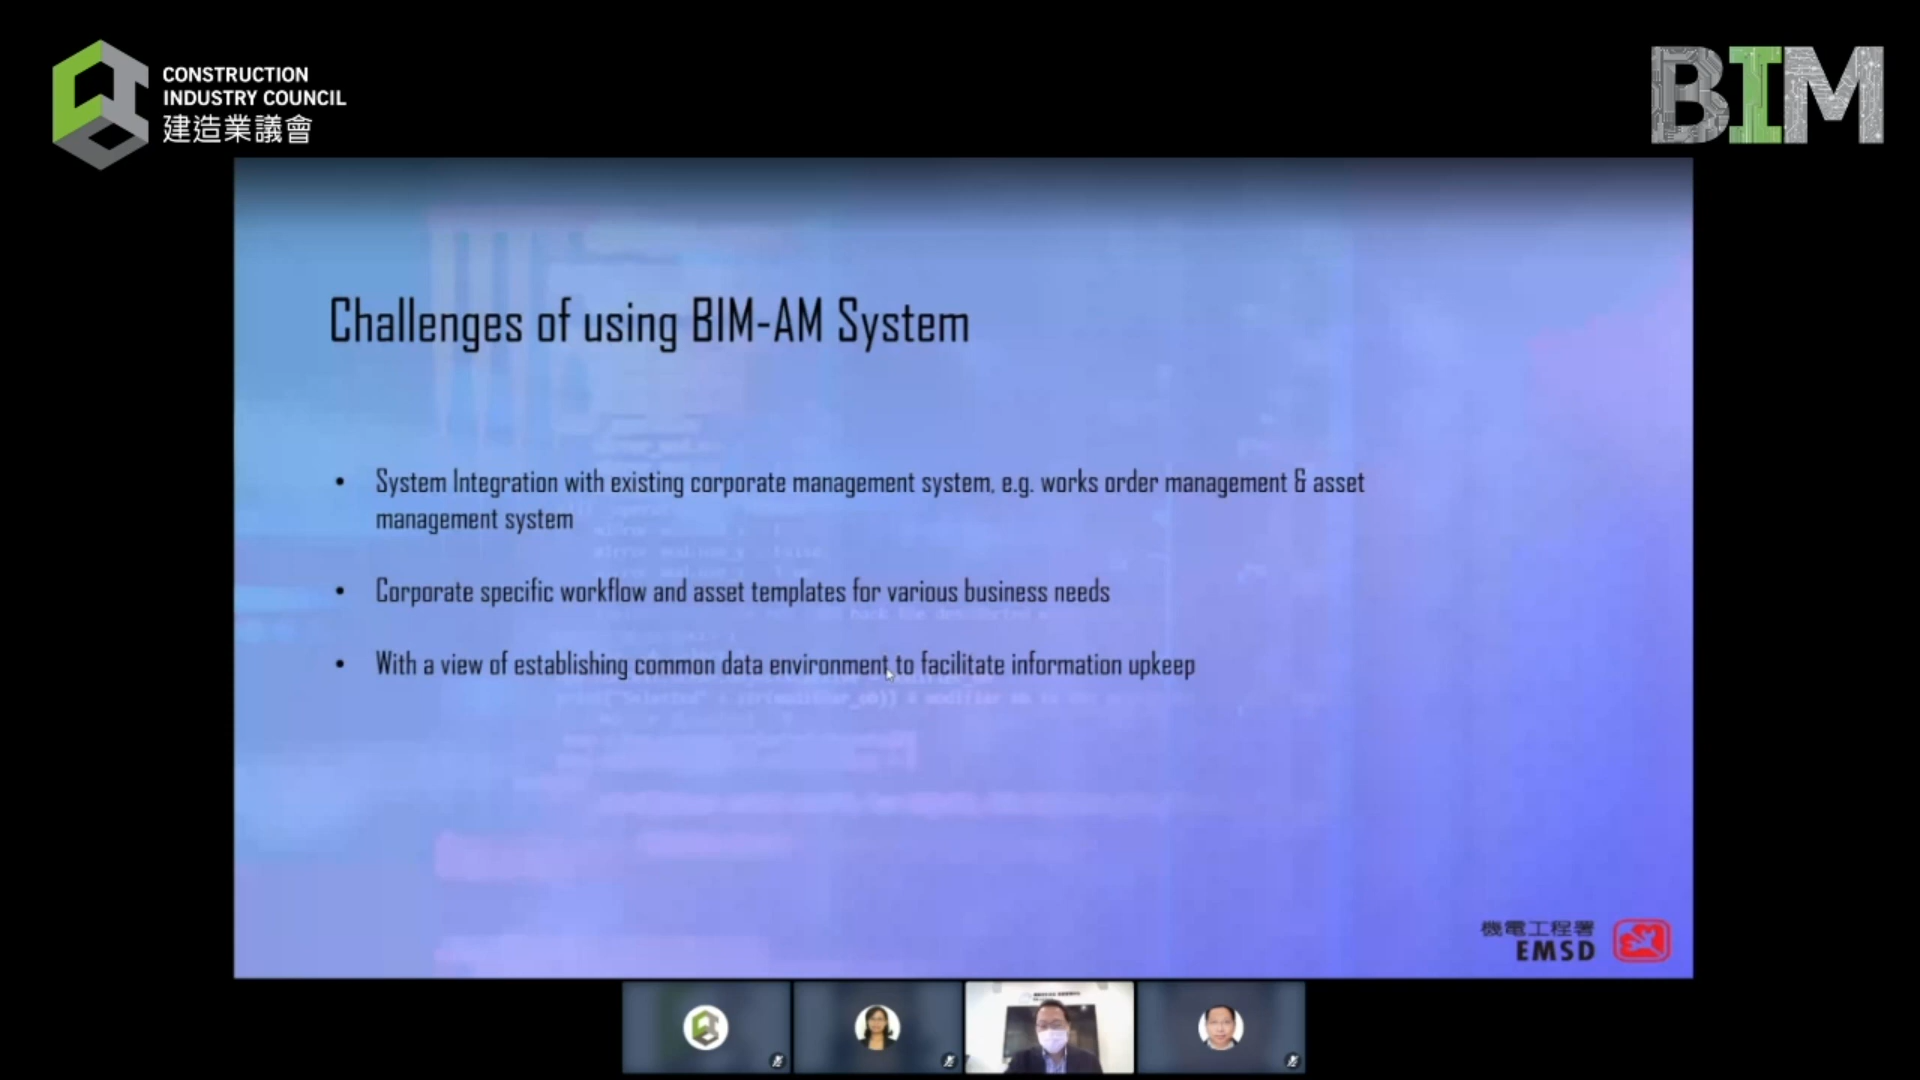 CONSTRUCTION
INDUSTRY COUNCIL
建造業議會
BIM
Challenges of using BIM-AM System
• System Integration with existing corporate management system, e.g. works order management & asset
management system
• Corporate specific workflow and asset templates for various business needs
• With a view of establishing common data environment to facilitate information upkeep
機電工程署
EMSD